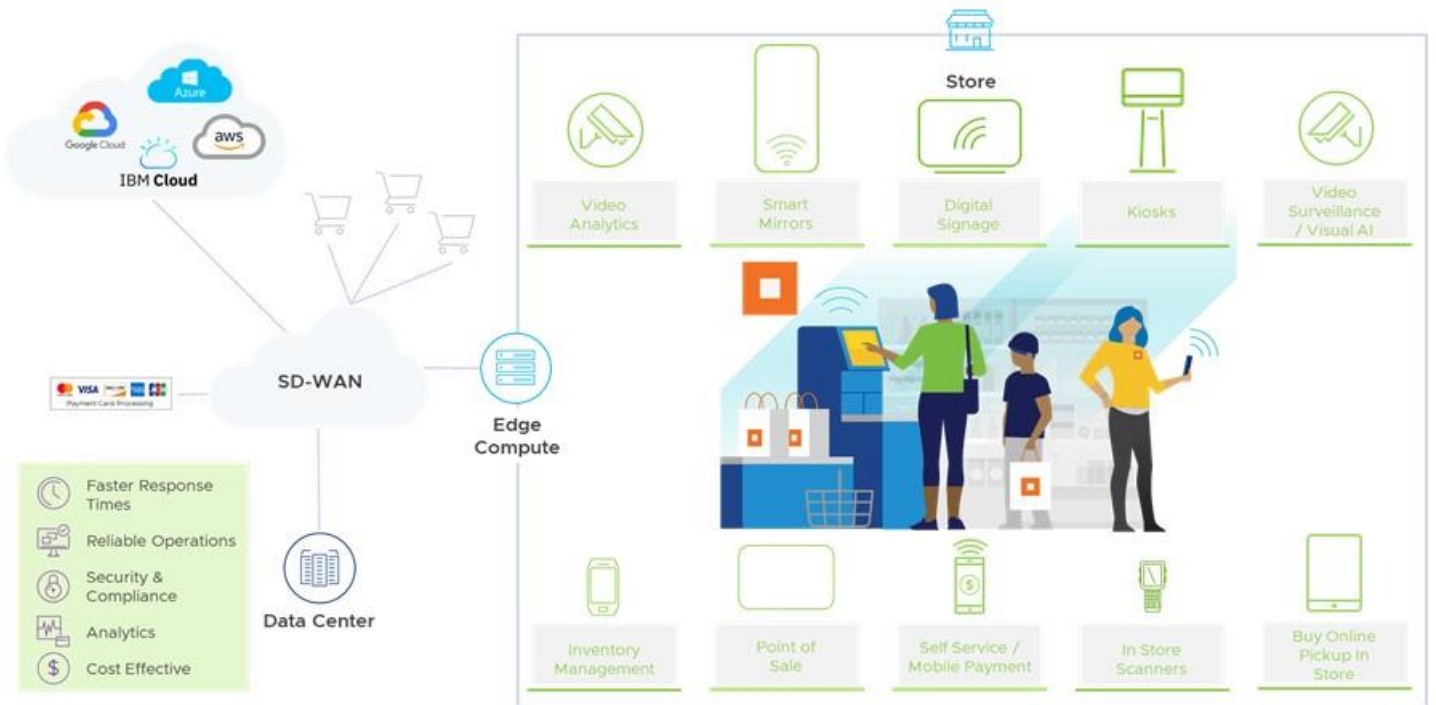 Azure
Google Cloud
aws
IBM Cloud
SD-WAN
VISA
Payment Card Processing
Edge
Compute
Data Center
Faster Response
Times
Reliable Operations
Security &
Compliance
Analytics
$
Cost Effective
Store
Video
Analytics
Smart
Mirrors
Digital
Signage
Kiosks
Video
Surveillance
/ Visual AI
$
Inventory
Management
Point of
Sale
Self Service /
Mobile Payment
In Store
Scanners
Buy Online
Pickup In
Store